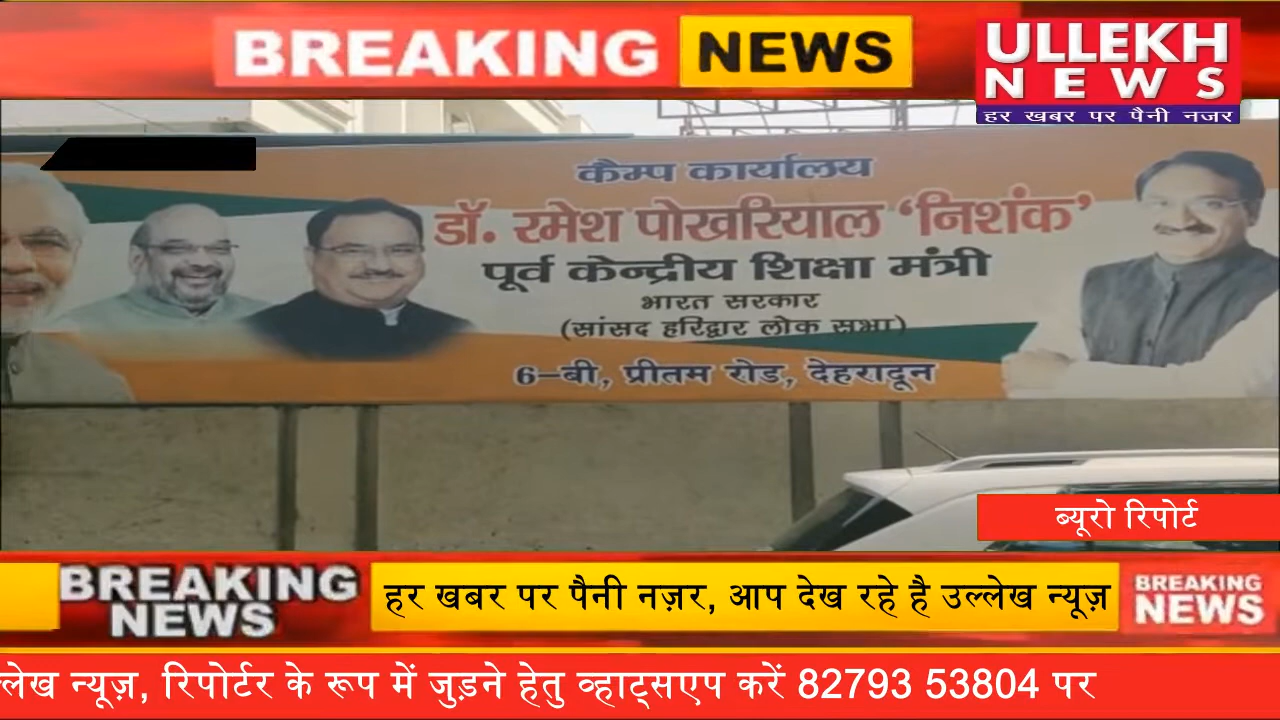 BREAKING NEWS
ULLEKH
NEWS
हर खबर पर पैनी नजर
कैम्प कार्यालय
डॉ. रमेश पोखरियाल ‘निशंक’
पूर्व केन्द्रीय शिक्षा मंत्री
भारत सरकार
(सांसद हरिद्वार लोक सभा)
6-बी, प्रीतम रोड, देहरादून
ब्यूरो रिपोर्ट
BREAKING
NEWS
हर खबर पर पैनी नज़र, आप देख रहे है उल्लेख न्यूज़
BREAKING
NEWS
लेख न्यूज़, रिपोर्टर के रूप में जुड़ने हेतु व्हाट्सएप करें 82793 53804 पर